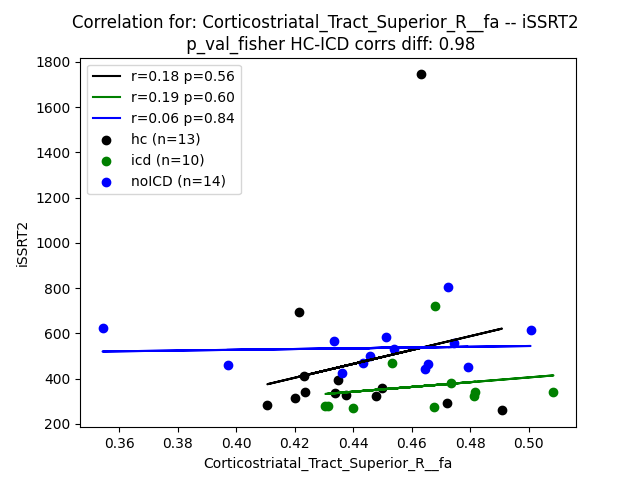 Correlation for: Corticostriatal_Tract_Superior_R__fa -- iSSRT2
p_val_fisher HC-ICD corrs diff: 0.98
r=0.18 p=0.56
r=0.19 p=0.60
r=0.06 p=0.84
hc (n=13)
icd (n=10)
noICD (n=14)
1800
1600
1400
1200
1000
800
600
400
200
iSSRT2
0.36 0.38 0.40 0.42 0.44 0.46 0.48 0.50
Corticostriatal_Tract_Superior_R__fa